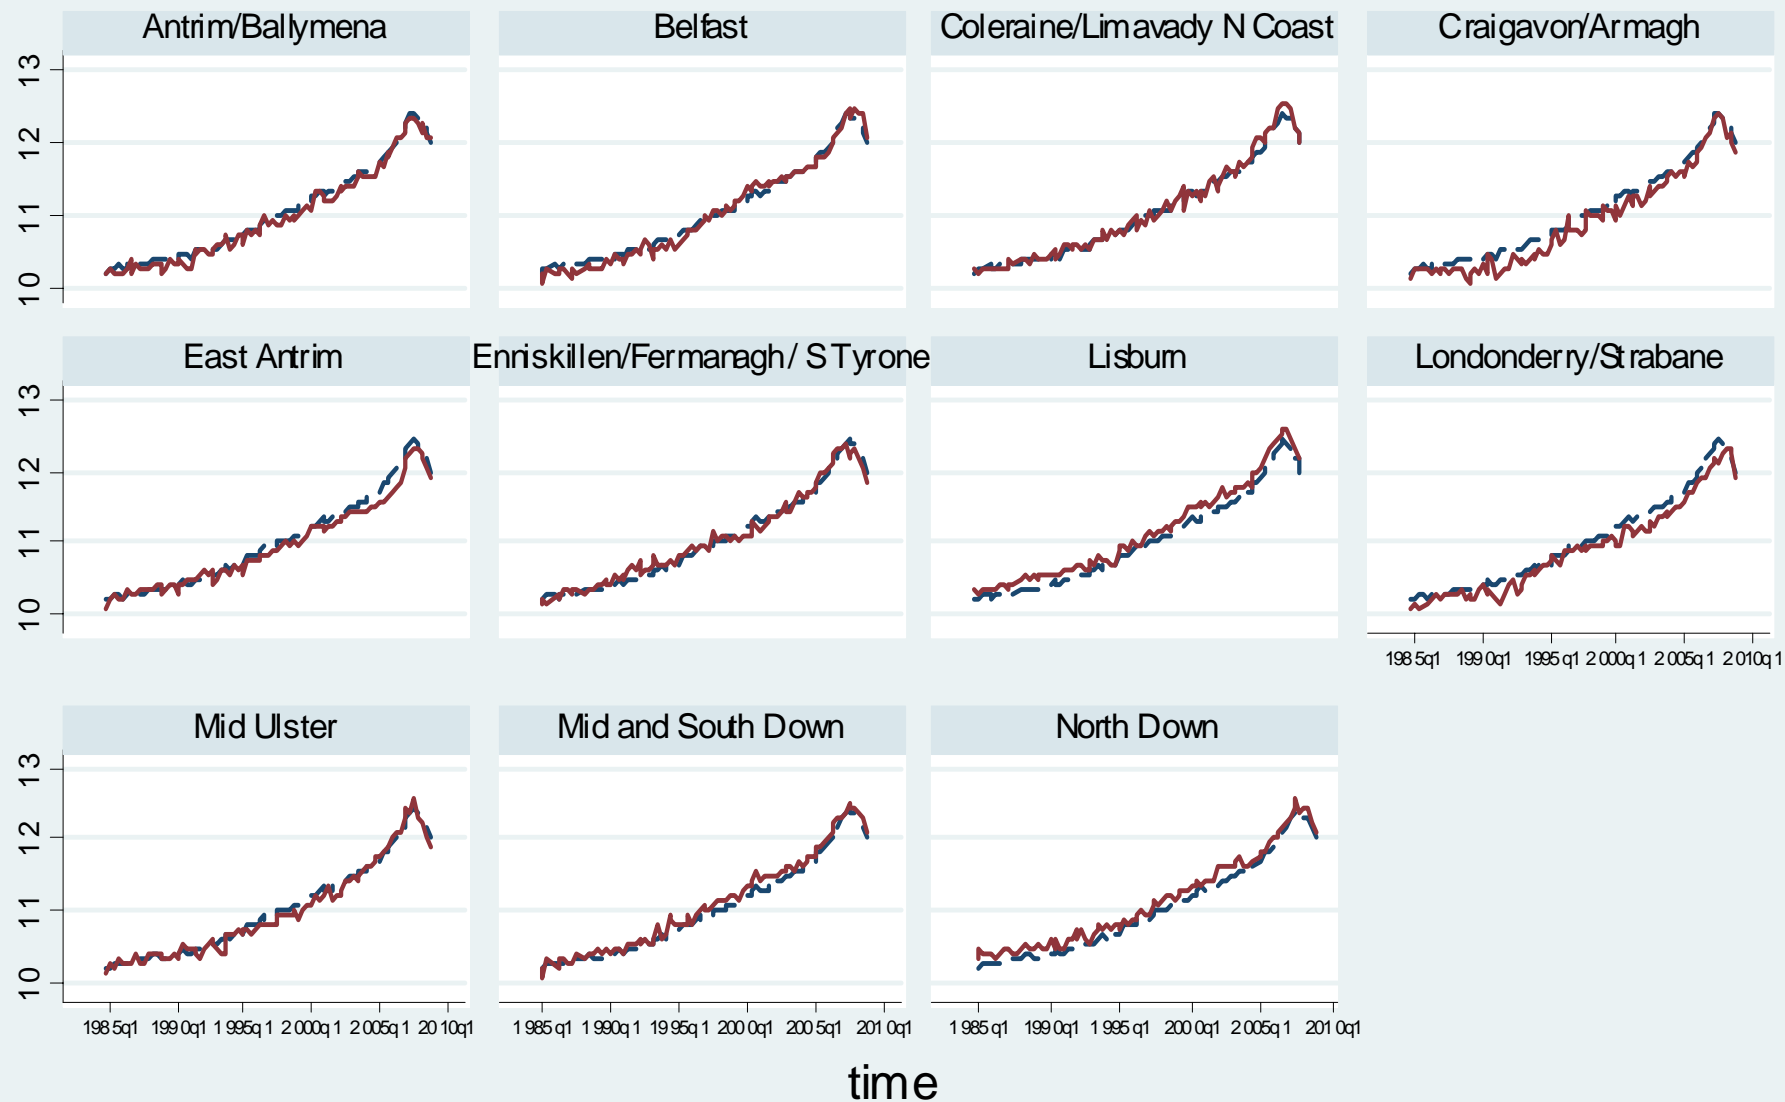 Antrim/Ballymena Belfast Coleraine/Limavady N Coast Craigavon/Armagh
13
12
11
10
East Antrim Enniskillen/Fermanagh/ S Tyrone Lisburn Londonderry/Strabane
13
12
11
10
1985q1 1990q1 1995q1 2000q1 2005q1 2010q1
Mid Ulster Mid and South Down North Down
13
12
11
10
1985q1 1990q1 1995q1 2000q1 2005q1 2010q1 1985q1 1990q1 1995q1 2000q1 2005q1 2010q1 1985q1 1990q1 1995q1 2000q1 2005q1 2010q1
time